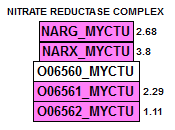 NITRATE REDUCTASE COMPLEX
NARG_MYCTU 2.68
NARX_MYCTU 3.8
O06560_MYCTU
O06561_MYCTU 2.29
O06562_MYCTU 1.11